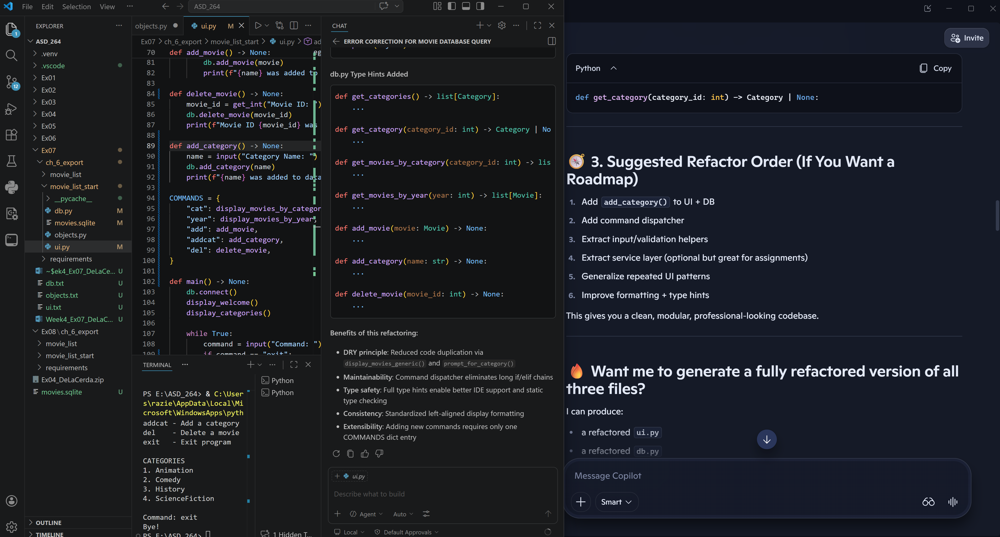 File Edit Selection View ··· ASD_264
EXPLORER ···
ASD_264
.venv
.vscode
Ex01
Ex02
Ex03
Ex04
Ex05
Ex06
Ex07
ch_6_export
movie_list
movie_list_start
__pycache__
db.py M
movies.sqlite M
objects.py
ui.py M
requirements
~$ek4_Ex07_DeLaCe... U
db.txt U
objects.txt U
ui.txt U
Week4_Ex07_DeLaC... U
Ex08\ch_6_export
movie_list
movie_list_start
requirements
Ex04_DeLaCerda.zip
movies.sqlite U
OUTLINE
TIMELINE
1
12
objects.py ui.py M
Ex07 > ch_6_export > movie_list_start > ui.py > ad
70 def add_movie() -> None:
81 db.add_movie(movie)
82 print(f"{name} was added to
83
84 def delete_movie() -> None:
85 movie_id = get_int("Movie ID: ")
86 db.delete_movie(movie_id)
87 print(f"Movie ID {movie_id} was
88
89 def add_category() -> None:
90 name = input("Category Name: ")
91 db.add_category(name)
92 print(f"{name} was added to data
93
94 COMMANDS = {
95 "cat": display_movies_by_categor
96 "year": display_movies_by_year,
97 "add": add_movie,
98 "addcat": add_category,
99 "del": delete_movie,
100 }
101
102 def main() -> None:
103 db.connect()
104 display_welcome()
105 display_categories()
106
107 while True:
108 command = input("Command: ")
109 if command == "exit":
TERMINAL ···
PS E:\ASD_264> & C:\User
s\razie\AppData\Local\Mi
crosoft\WindowsApps\pyth
addcat - Add a category
del - Delete a movie
exit - Exit program
CATEGORIES
1. Animation
2. Comedy
3. History
4. ScienceFiction
Command: exit
Bye!
PS E:\ASD_264>
Python
Python
1 Hidden T...
CHAT
ERROR CORRECTION FOR MOVIE DATABASE QUERY
db.py Type Hints Added
def get_categories() -> list[Category]:
...
def get_category(category_id: int) -> Category | No
...
def get_movies_by_category(category_id: int) -> lis
...
def get_movies_by_year(year: int) -> list[Movie]:
...
def add_movie(movie: Movie) -> None:
...
def add_category(name: str) -> None:
...
def delete_movie(movie_id: int) -> None:
...
Benefits of this refactoring:
• DRY principle: Reduced code duplication via
display_movies_generic() and prompt_for_category()
• Maintainability: Command dispatcher eliminates long if/elif chains
• Type safety: Full type hints enable better IDE support and static
type checking
• Consistency: Standardized left-aligned display formatting
• Extensibility: Adding new commands requires only one
COMMANDS dict entry
ui.py
Describe what to build
Agent Auto
Local Default Approvals
Invite
Python Copy
def get_category(category_id: int) -> Category | None:
3. Suggested Refactor Order (If You Want a
Roadmap)
1. Add add_category() to UI + DB
2. Add command dispatcher
3. Extract input/validation helpers
4. Extract service layer (optional but great for assignments)
5. Generalize repeated UI patterns
6. Improve formatting + type hints
This gives you a clean, modular, professional-looking codebase.
Want me to generate a fully refactored version of all
three files?
I can produce:
• a refactored ui.py
• a refactored db.py
Message Copilot
Smart